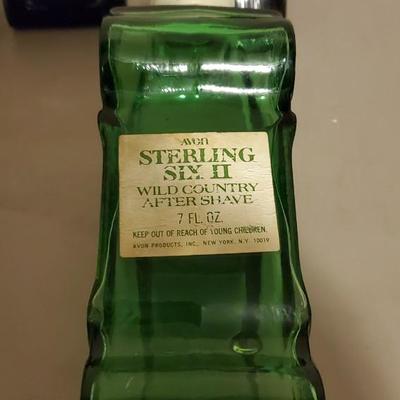 AVON
STERLING
SIX II
WILD COUNTRY
AFTER SHAVE
7 FL. OZ.
KEEP OUT OF REACH OF YOUNG CHILDREN.
AVON PRODUCTS, INC., NEW YORK, N.Y. 10019